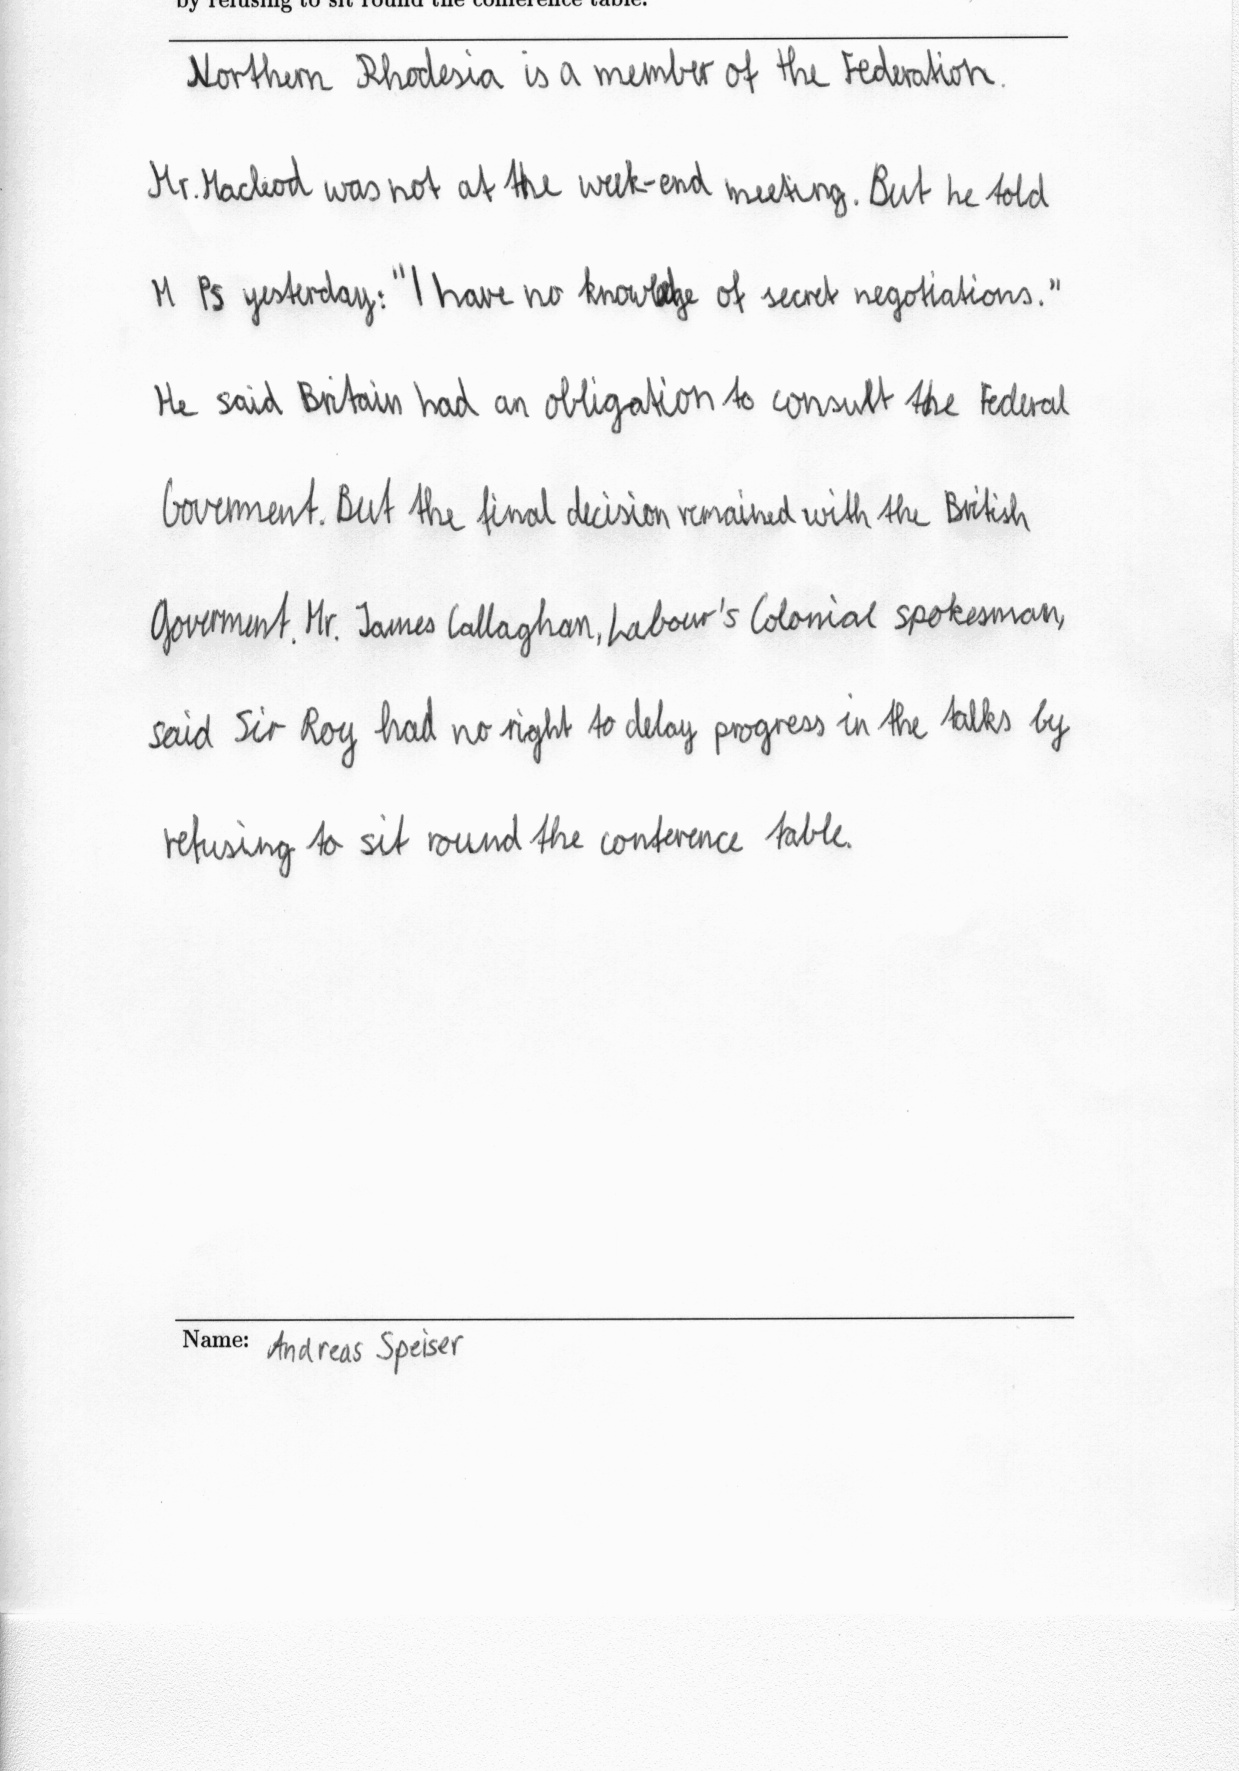 by refusing to sit round the conference table.
Northern Rhodesia is a member of the Federation.
Mr. Macleod was not at the week-end meeting. But he told
M Ps yesterday: "I have no knowledge of secret negotiations."
He said Britain had an obligation to consult the Federal
Goverment. But the final decision remained with the British
Goverment. Mr. James Callaghan, Labour's Colonial spokesman,
said Sir Roy had no right to delay progress in the talks by
refusing to sit round the conference table.
Name: Andreas Speiser